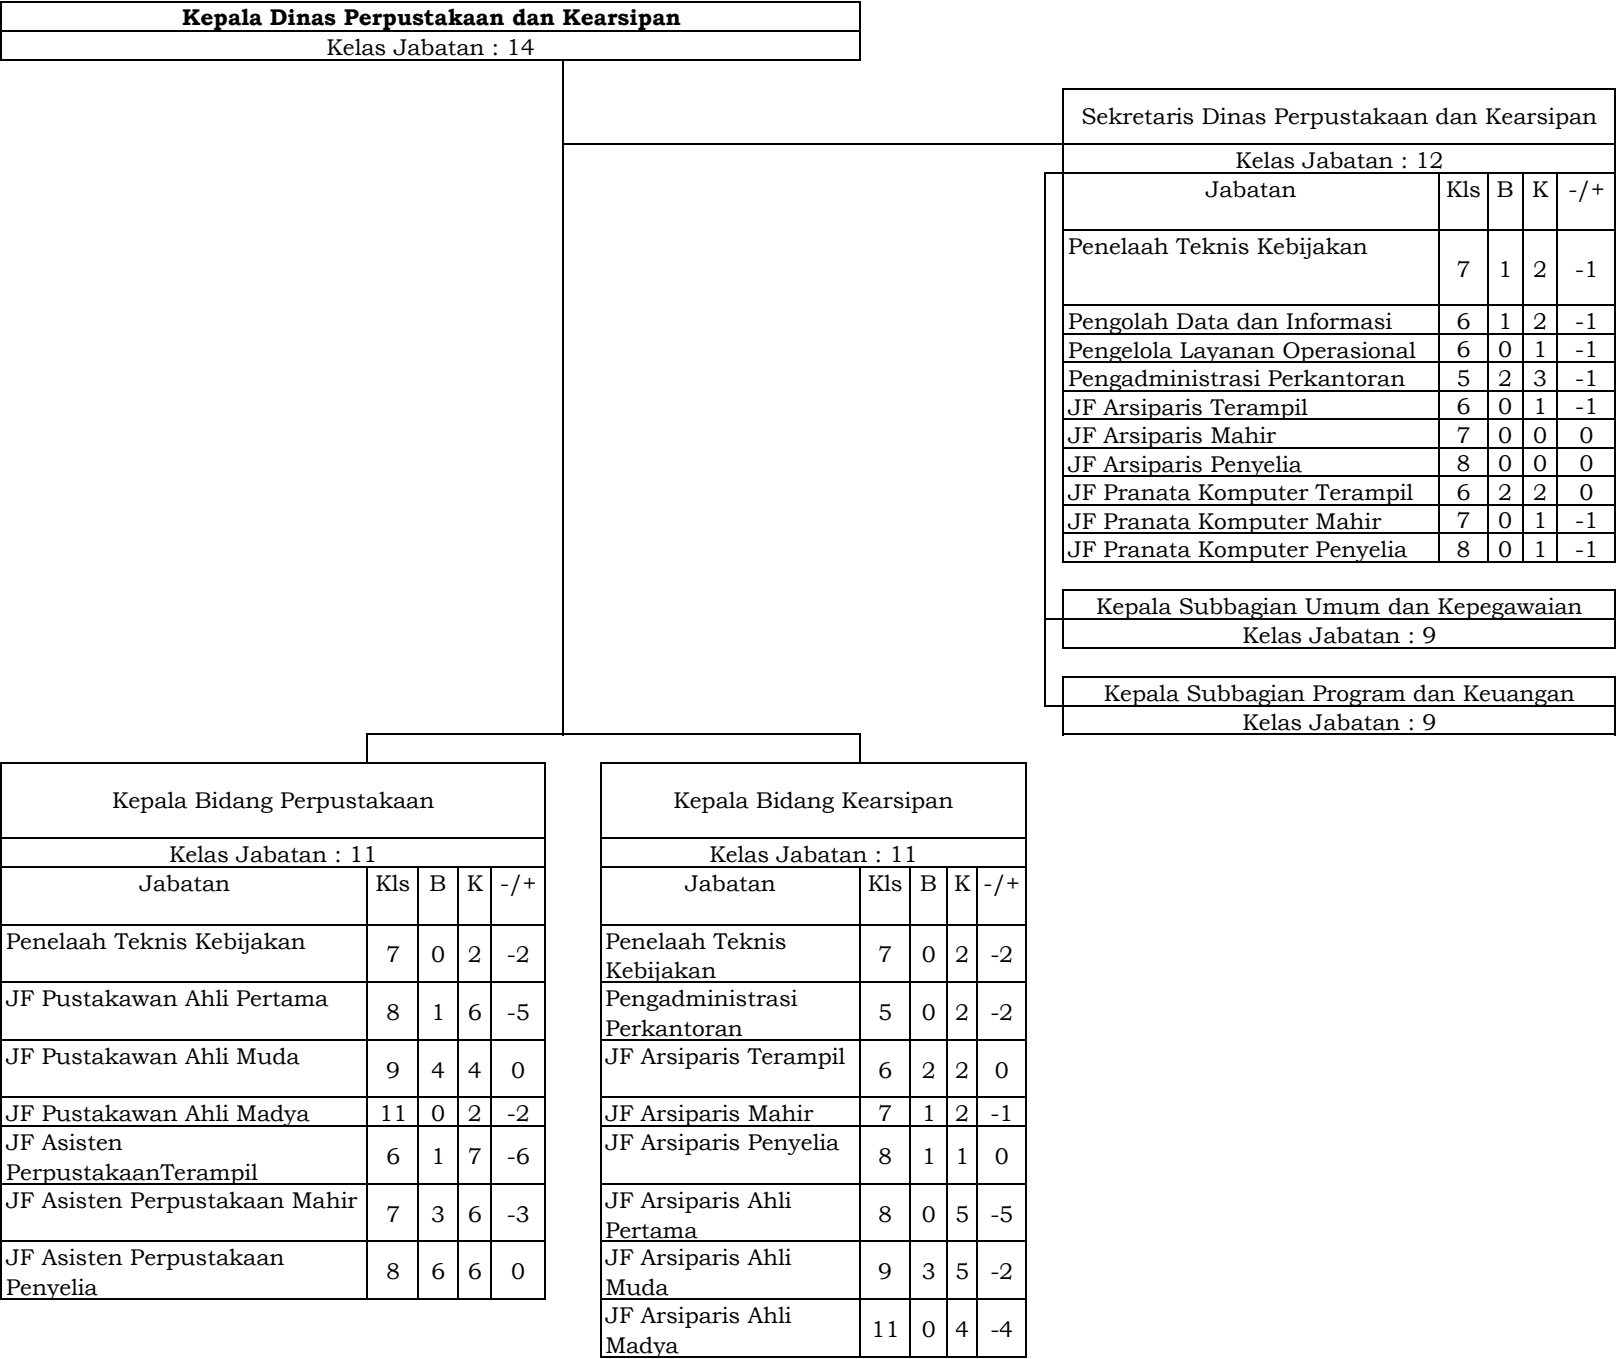 Kepala Dinas Perpustakaan dan Kearsipan
Kelas Jabatan : 14
Sekretaris Dinas Perpustakaan dan Kearsipan
Kelas Jabatan : 12
Jabatan Kls B K -/+
Penelaah Teknis Kebijakan 7 1 2 -1
Pengolah Data dan Informasi 6 1 2 -1
Pengelola Layanan Operasional 6 0 1 -1
Pengadministrasi Perkantoran 5 2 3 -1
JF Arsiparis Terampil 6 0 1 -1
JF Arsiparis Mahir 7 0 0 0
JF Arsiparis Penyelia 8 0 0 0
JF Pranata Komputer Terampil 6 2 2 0
JF Pranata Komputer Mahir 7 0 1 -1
JF Pranata Komputer Penyelia 8 0 1 -1
Kepala Subbagian Umum dan Kepegawaian
Kelas Jabatan : 9
Kepala Subbagian Program dan Keuangan
Kelas Jabatan : 9
Kepala Bidang Perpustakaan
Kelas Jabatan : 11
Jabatan Kls B K -/+
Penelaah Teknis Kebijakan 7 0 2 -2
JF Pustakawan Ahli Pertama 8 1 6 -5
JF Pustakawan Ahli Muda 9 4 4 0
JF Pustakawan Ahli Madya 11 0 2 -2
JF Asisten
PerpustakaanTerampil 6 1 7 -6
JF Asisten Perpustakaan Mahir 7 3 6 -3
JF Asisten Perpustakaan
Penyelia 8 6 6 0
Kepala Bidang Kearsipan
Kelas Jabatan : 11
Jabatan Kls B K -/+
Penelaah Teknis
Kebijakan 7 0 2 -2
Pengadministrasi
Perkantoran 5 0 2 -2
JF Arsiparis Terampil 6 2 2 0
JF Arsiparis Mahir 7 1 2 -1
JF Arsiparis Penyelia 8 1 1 0
JF Arsiparis Ahli
Pertama 8 0 5 -5
JF Arsiparis Ahli
Muda 9 3 5 -2
JF Arsiparis Ahli
Madya 11 0 4 -4